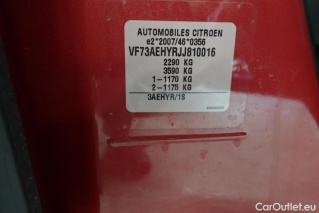 AUTOMOBILES CITROEN
e2*2007/46*0356
VF73AEHYRJJ810016
2290 KG
3590 KG
1-1170 KG
2-1175 KG
3AEHYR/1S
CarOutlet.eu